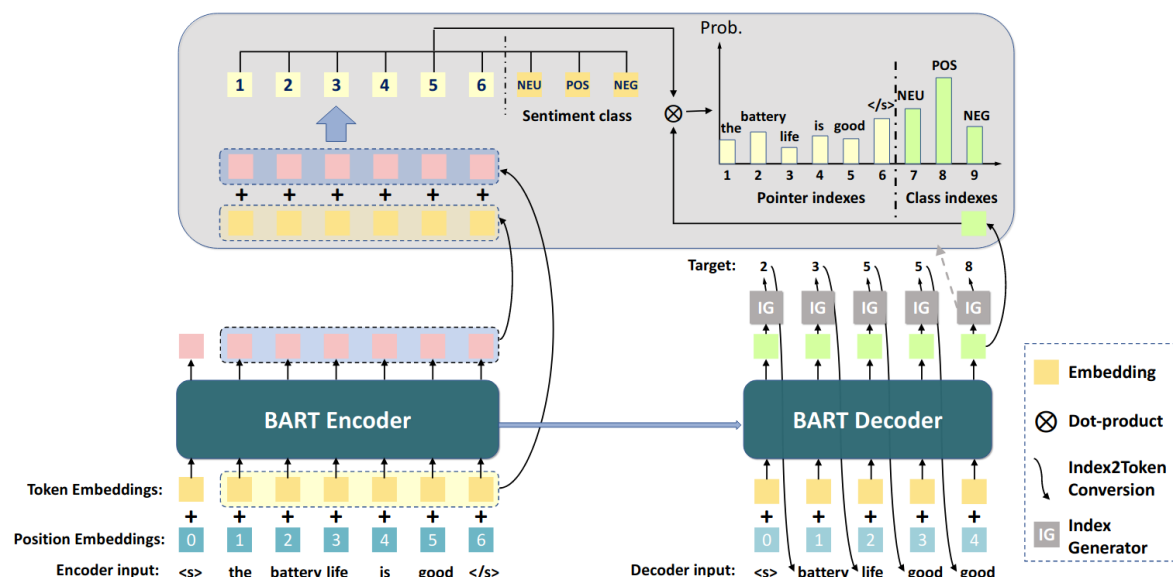 Prob.
1 2 3 4 5 6 NEU POS NEG
Sentiment class
the battery life is good </s> NEU POS NEG
1 2 3 4 5 6 7 8 9
Pointer indexes Class indexes
+ + + + + +
Target: 2 3 5 5 8
IG IG IG IG IG
BART Encoder
BART Decoder
Token Embeddings:
+ + + + + + +
+ + + + +
Position Embeddings: 0 1 2 3 4 5 6
0 1 2 3 4
Encoder input: <s> the battery life is good </s>
Decoder input: <s> battery life good good
Embedding
Dot-product
Index2Token
Conversion
IG Index
Generator